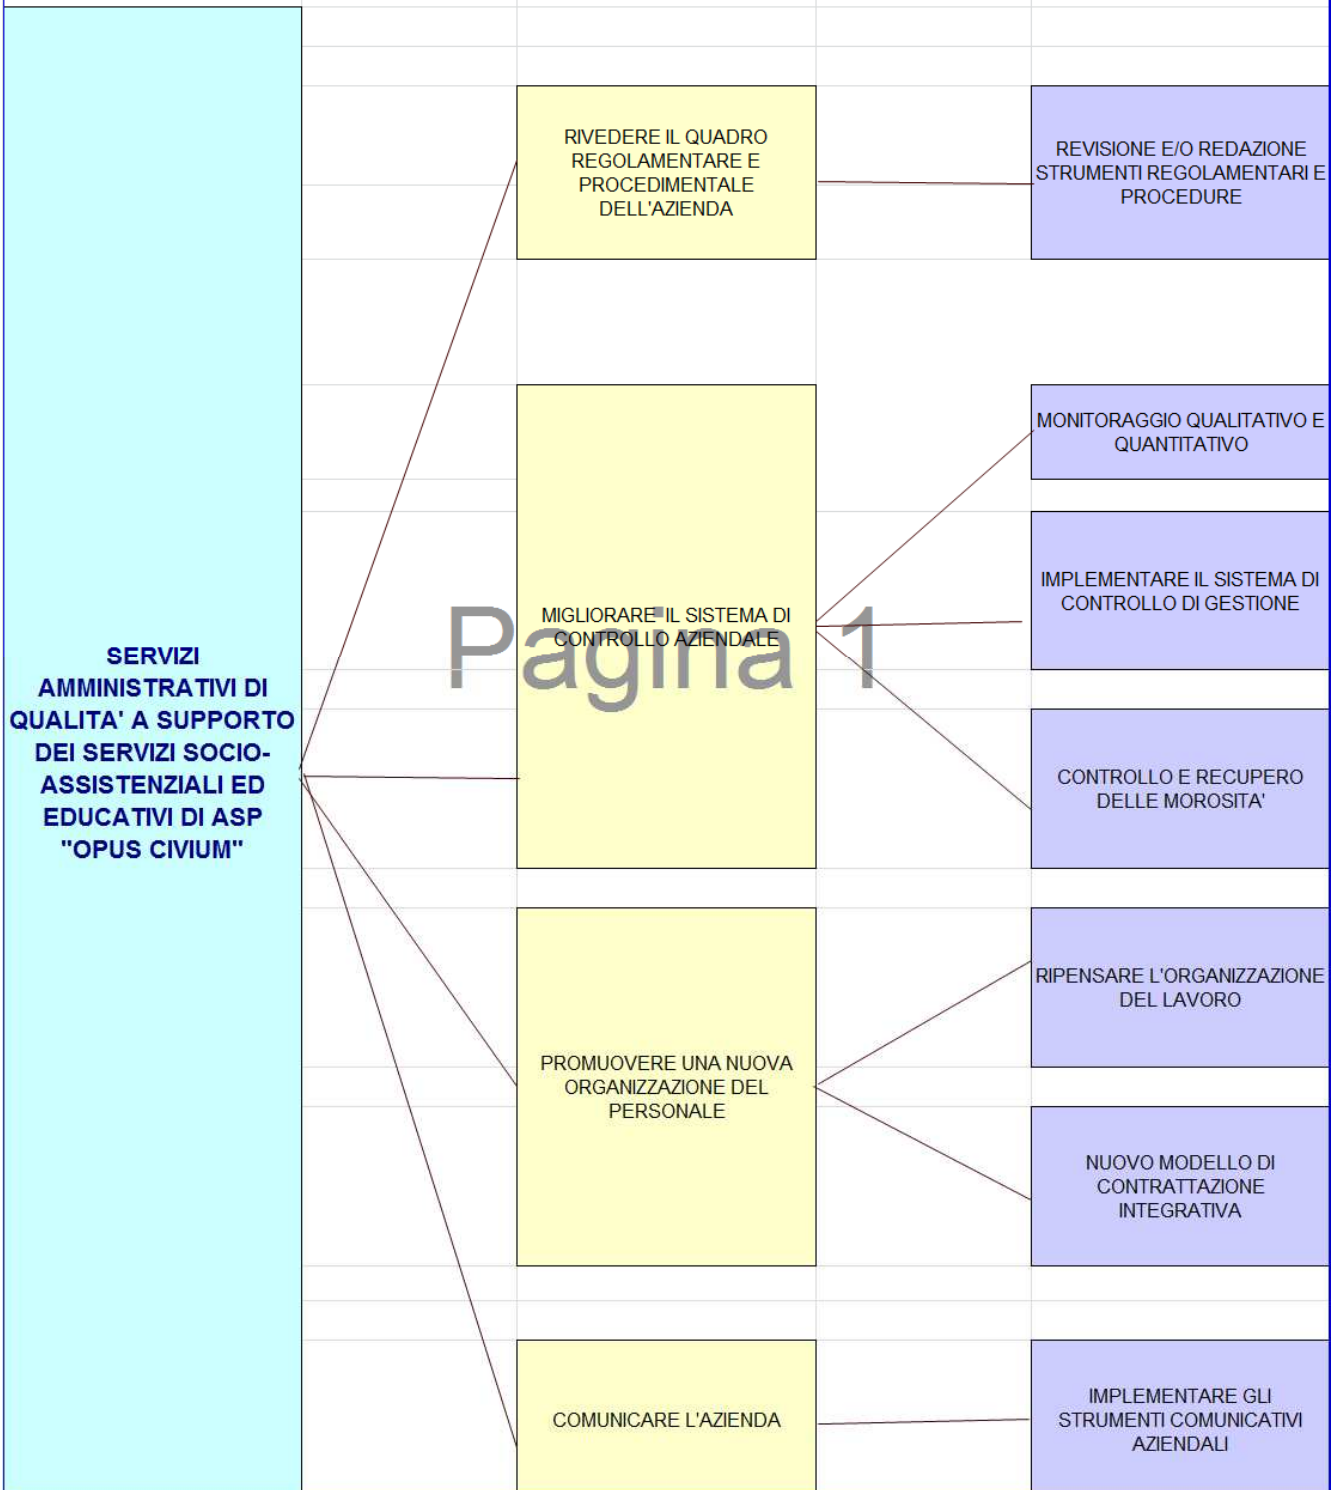 SERVIZI
AMMINISTRATIVI DI
QUALITA' A SUPPORTO
DEI SERVIZI SOCIO-
ASSISTENZIALI ED
EDUCATIVI DI ASP
"OPUS CIVIUM"
RIVEDERE IL QUADRO
REGOLAMENTARE E
PROCEDIMENTALE
DELL'AZIENDA
REVISIONE E/O REDAZIONE
STRUMENTI REGOLAMENTARI E
PROCEDURE
MIGLIORARE IL SISTEMA DI
CONTROLLO AZIENDALE
Pagina 1
MONITORAGGIO QUALITATIVO E
QUANTITATIVO
IMPLEMENTARE IL SISTEMA DI
CONTROLLO DI GESTIONE
CONTROLLO E RECUPERO
DELLE MOROSITA'
PROMUOVERE UNA NUOVA
ORGANIZZAZIONE DEL
PERSONALE
RIPENSARE L'ORGANIZZAZIONE
DEL LAVORO
NUOVO MODELLO DI
CONTRATTAZIONE
INTEGRATIVA
COMUNICARE L'AZIENDA
IMPLEMENTARE GLI
STRUMENTI COMUNICATIVI
AZIENDALI